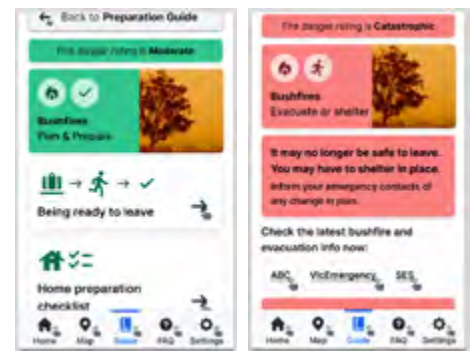 Back to Preparation Guide
Fire danger rating is Moderate
Bushfires
Plan & Prepare
Being ready to leave
Home preparation
checklist
Home
Map
Guide
FAQ
Settings
Fire danger rating is Catastrophic
Bushfires
Evacuate or shelter
It may no longer be safe to leave.
You may have to shelter in place.
Inform your emergency contacts of
any change in plan.
Check the latest bushfire and
evacuation info now:
ABC
VicEmergency
SES
Home
Map
Guide
FAQ
Settings